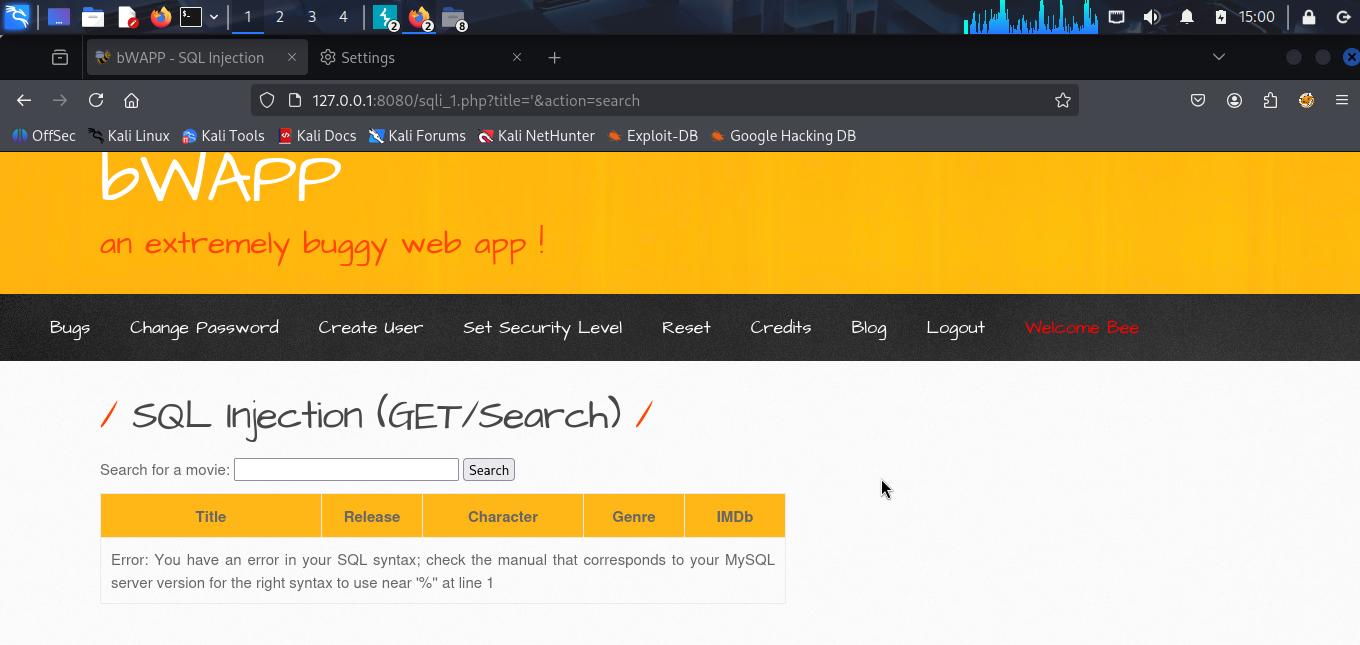 1 2 3 4 2 2 8 15:00
bWAPP - SQL Injection Settings
127.0.0.1:8080/sqli_1.php?title='&action=search
OffSec Kali Linux Kali Tools Kali Docs Kali Forums Kali NetHunter Exploit-DB Google Hacking DB
bWAPP
an extremely buggy web app !
Bugs Change Password Create User Set Security Level Reset Credits Blog Logout Welcome Bee
/ SQL Injection (GET/Search) /
Search for a movie: Search
Title Release Character Genre IMDb
Error: You have an error in your SQL syntax; check the manual that corresponds to your MySQL
server version for the right syntax to use near '%'' at line 1